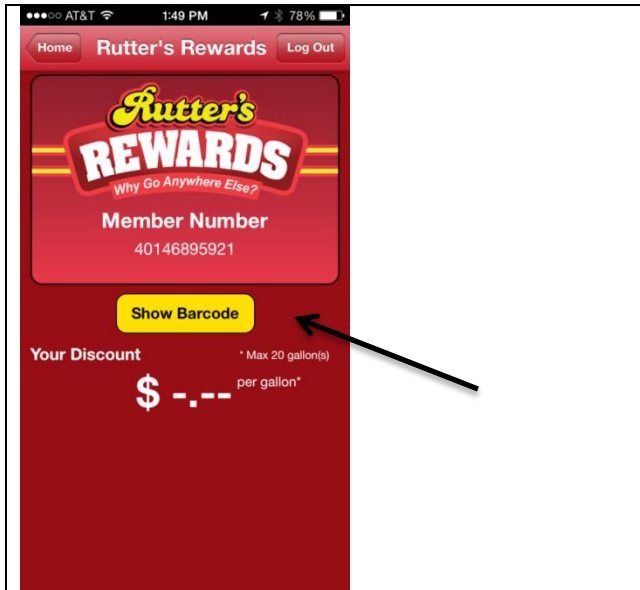 AT&T 1:49 PM 78%
Home Rutter's Rewards Log Out
Rutter's
REWARDS
Why Go Anywhere Else?
Member Number
40146895921
Show Barcode
Your Discount * Max 20 gallon(s)
$ -.-- per gallon*